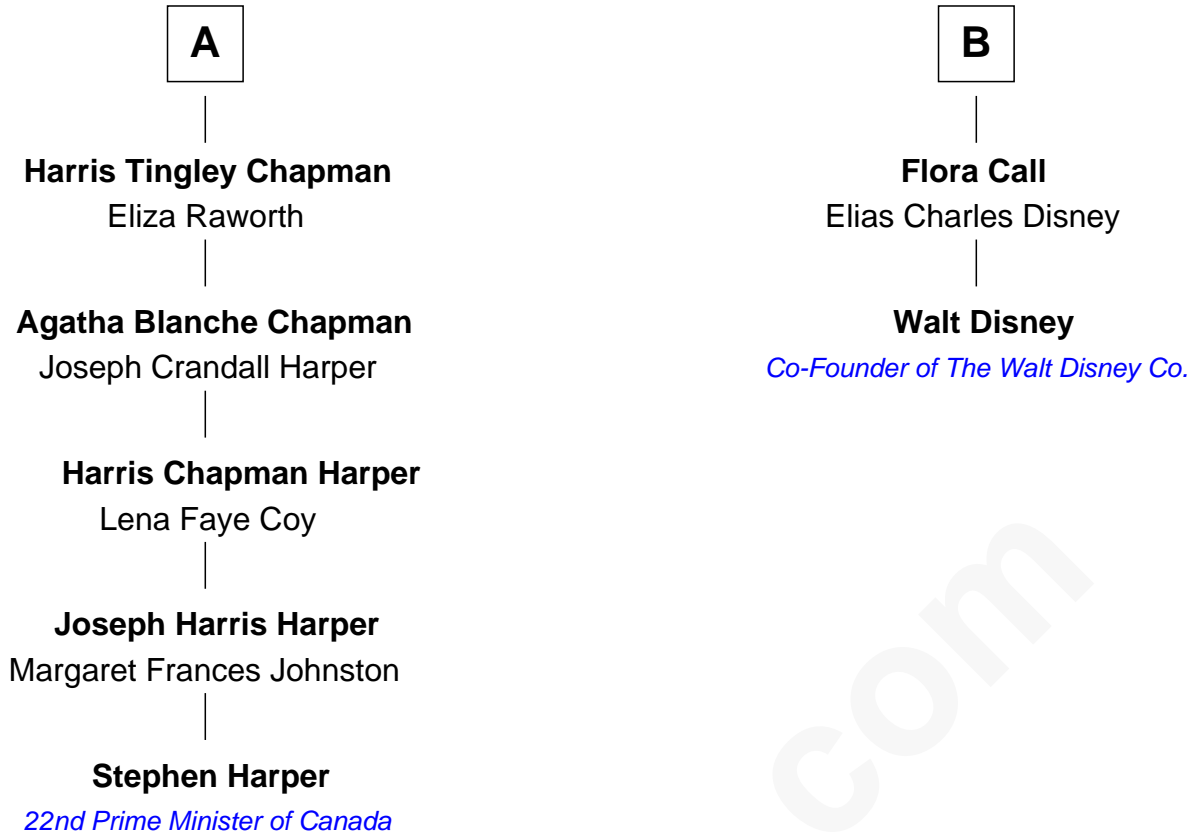 A
Harris Tingley Chapman
Eliza Raworth
Agatha Blanche Chapman
Joseph Crandall Harper
Harris Chapman Harper
Lena Faye Coy
Joseph Harris Harper
Margaret Frances Johnston
Stephen Harper
22nd Prime Minister of Canada
B
Flora Call
Elias Charles Disney
Walt Disney
Co-Founder of The Walt Disney Co.
com